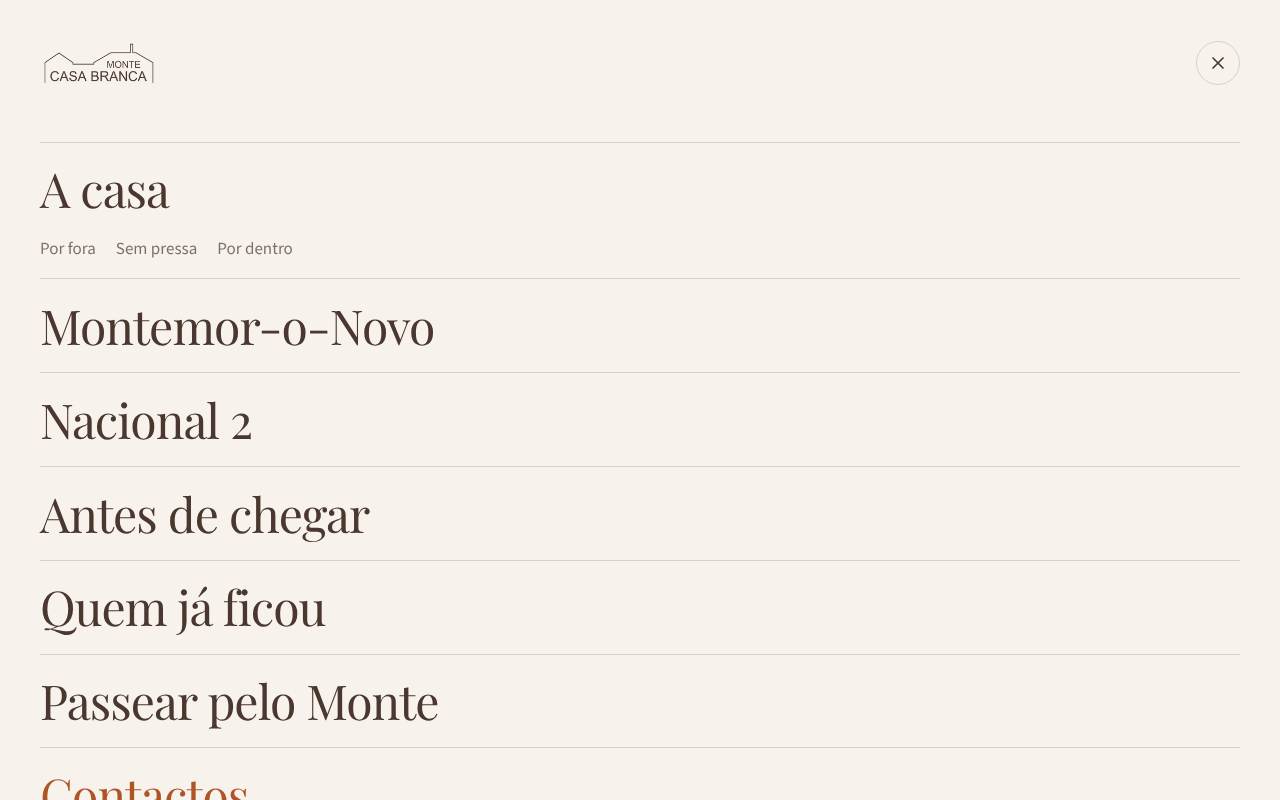 MONTE
CASA BRANCA
A casa
Por fora Sem pressa Por dentro
Montemor-o-Novo
Nacional 2
Antes de chegar
Quem já ficou
Passear pelo Monte
Contactos